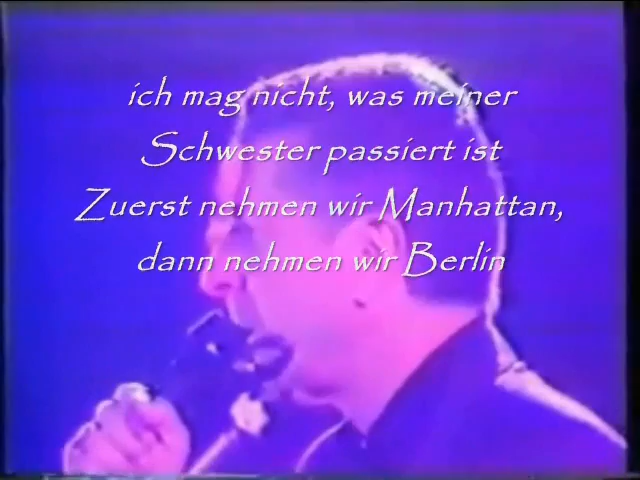 ich mag nicht, was meiner
Schwester passiert ist
Zuerst nehmen wir Manhattan,
dann nehmen wir Berlin